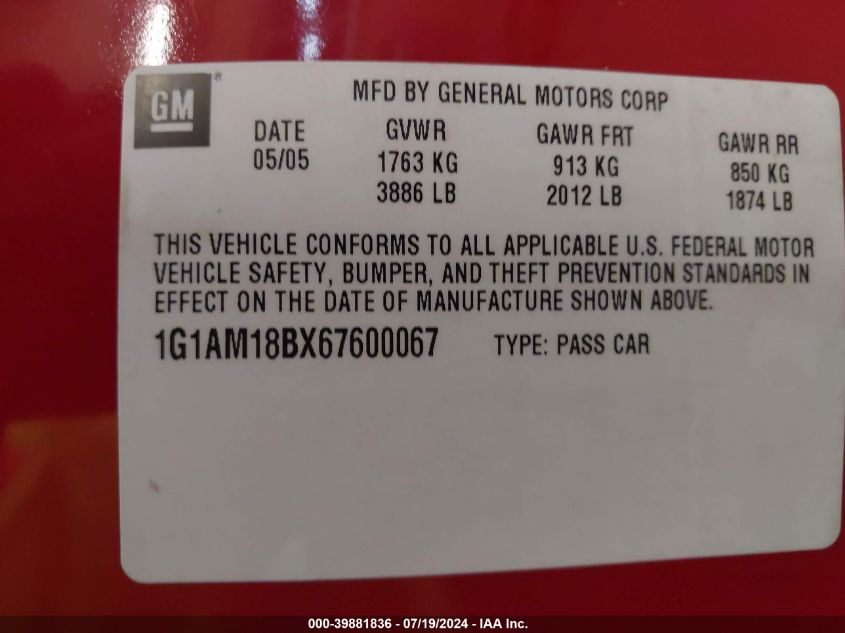 GM ®
MFD BY GENERAL MOTORS CORP
DATE GVWR GAWR FRT GAWR RR
05/05 1763 KG 913 KG 850 KG
3886 LB 2012 LB 1874 LB
THIS VEHICLE CONFORMS TO ALL APPLICABLE U.S. FEDERAL MOTOR
VEHICLE SAFETY, BUMPER, AND THEFT PREVENTION STANDARDS IN
EFFECT ON THE DATE OF MANUFACTURE SHOWN ABOVE.
1G1AM18BX67600067 TYPE: PASS CAR
000-39881836 - 07/19/2024 - IAA Inc.